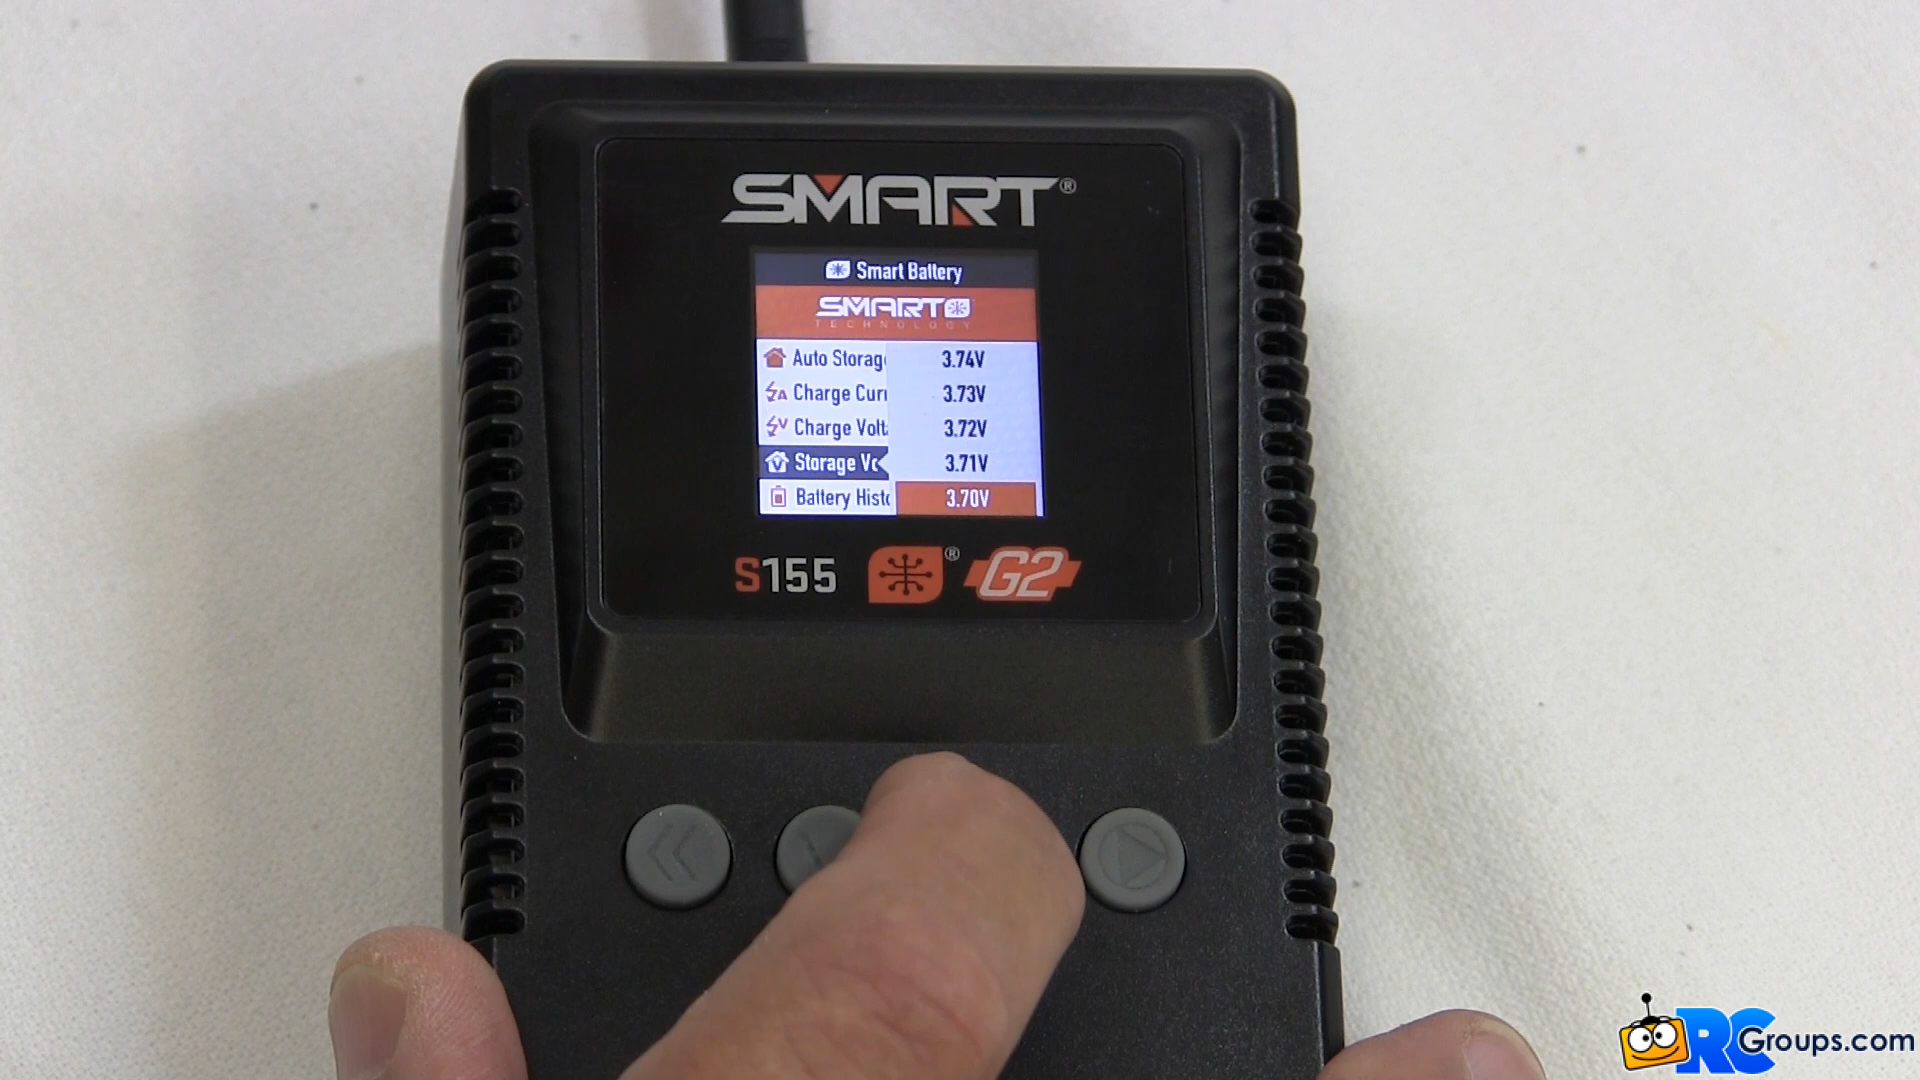 SMART®
Smart Battery
SMART
TECHNOLOGY
Auto Storag 3.74V
Charge Curr 3.73V
Charge Volta 3.72V
Storage Vo 3.71V
Battery Histo 3.70V
S155 ® G2
RCGroups.com